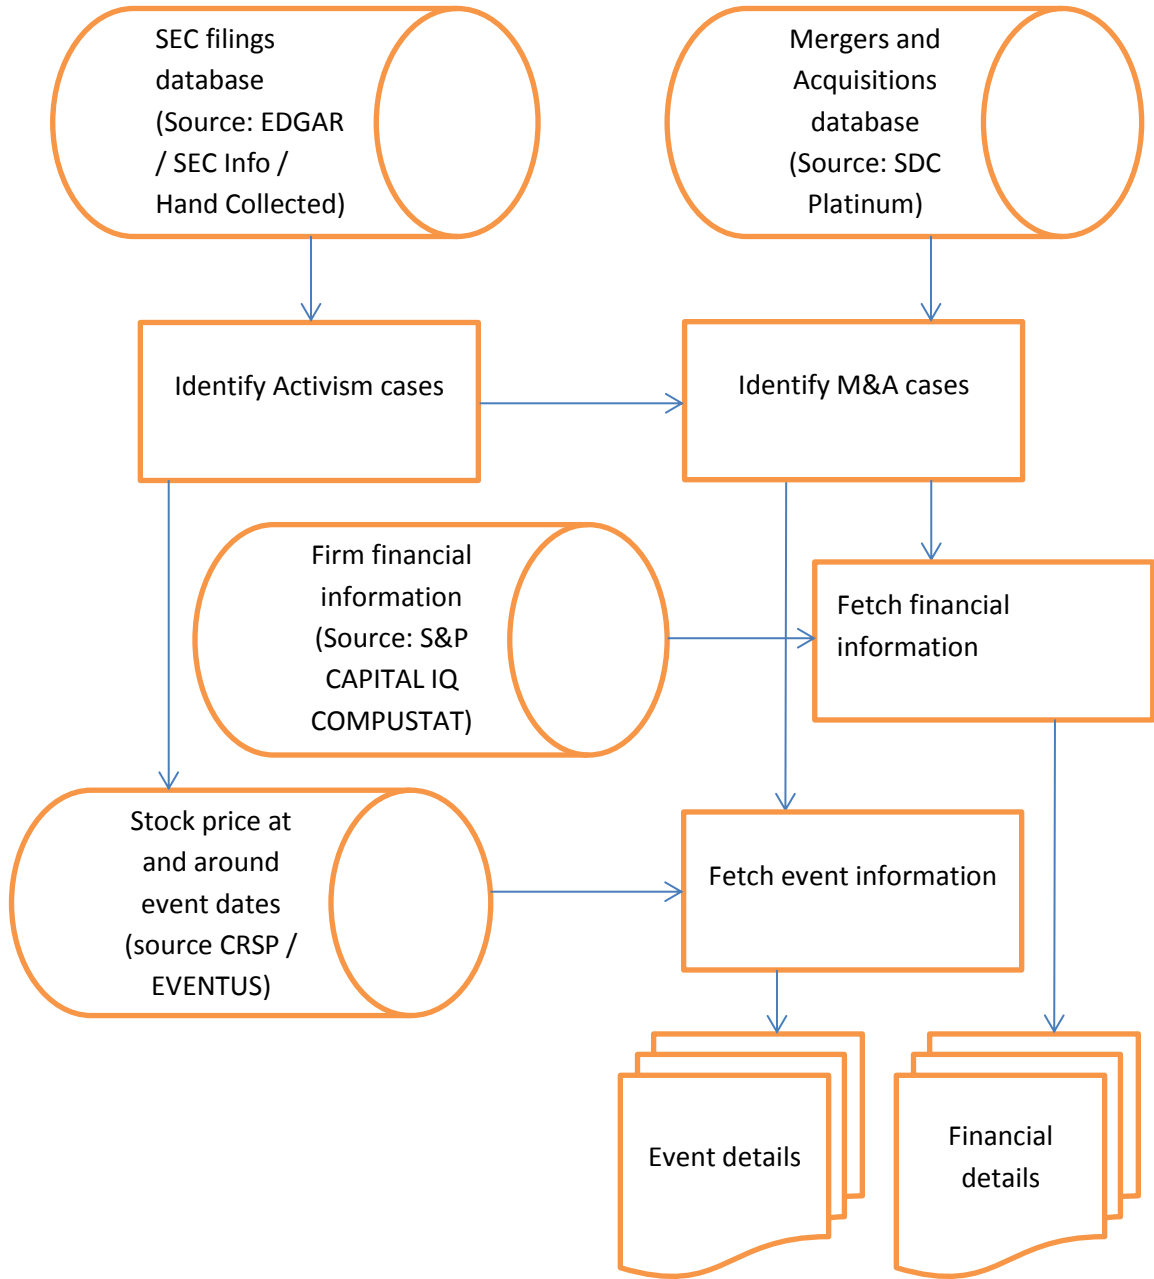 SEC filings
database
(Source: EDGAR
/ SEC Info /
Hand Collected)
Mergers and
Acquisitions
database
(Source: SDC
Platinum)
Identify Activism cases
Identify M&A cases
Firm financial
information
(Source: S&P
CAPITAL IQ
COMPUSTAT)
Fetch financial
information
Stock price at
and around
event dates
(source CRSP /
EVENTUS)
Fetch event information
Event details
Financial
details